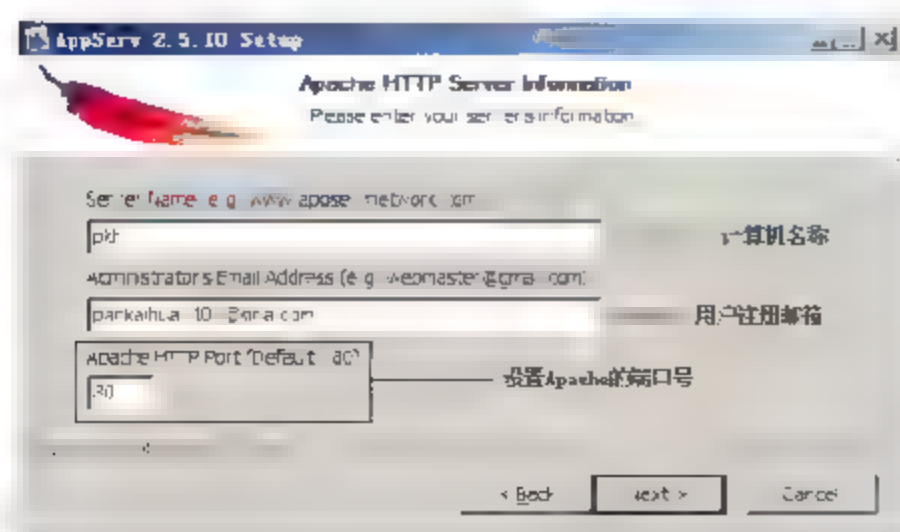 AppServ 2.5.10 Setup
Apache HTTP Server Information
Please enter your server's information.
Server Name (e.g. www.appservnetwork.com)
pkh
计算机名称
Administrator's Email Address (e.g. webmaster@gmail.com)
用户注册邮箱
Apache HTTP Port (Default : 80)
80
设置Apache的端口号
< Back
Next >
Cancel